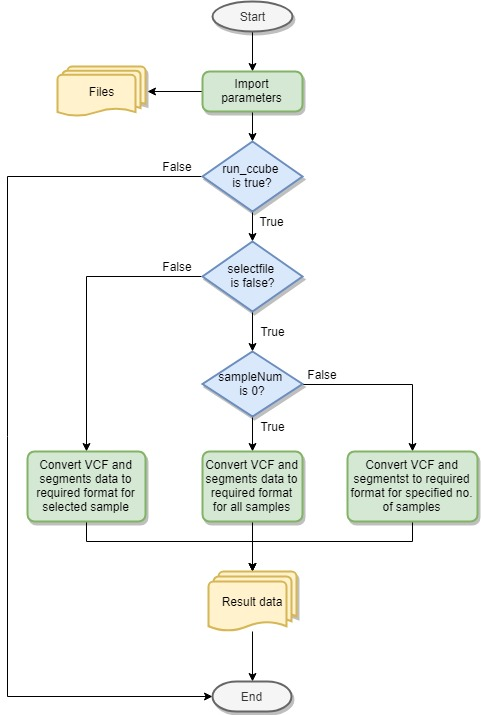 Start
Files
Import
parameters
False
run_ccube
is true?
True
False
selectfile
is false?
True
sampleNum
is 0?
False
True
Convert VCF and
segments data to
required format for
selected sample
Convert VCF and
segments data to
required format
for all samples
Convert VCF and
segmentst to required
format for specified no.
of samples
Result data
End